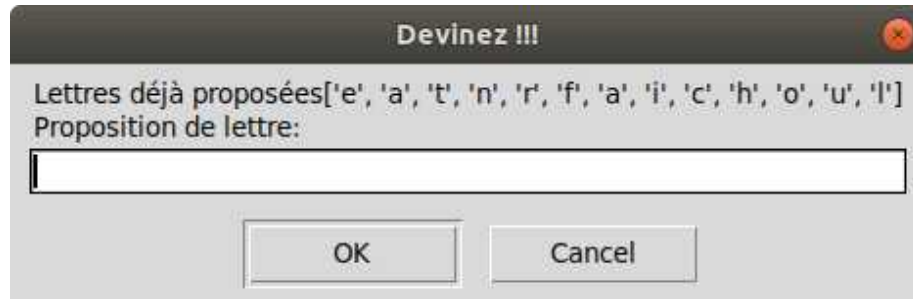 Devinez !!!
Lettres déjà proposées['e', 'a', 't', 'n', 'r', 'f', 'a', 'i', 'c', 'h', 'o', 'u', 'l']
Proposition de lettre:
OK Cancel